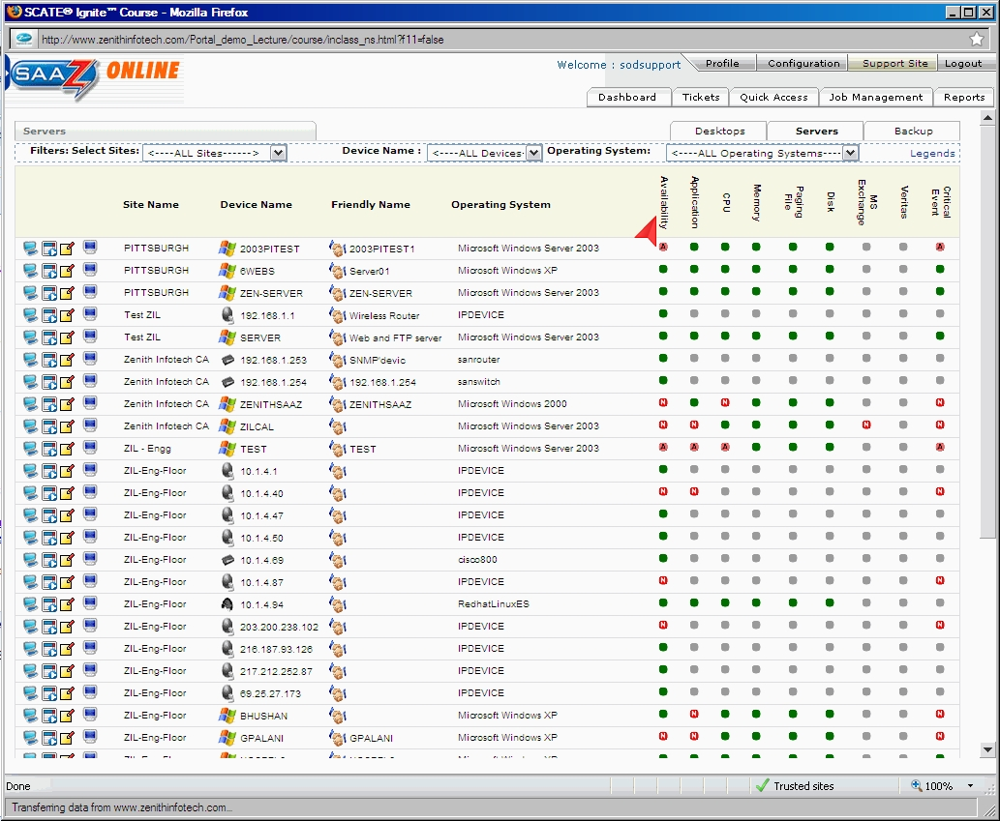 SCATE® Ignite™ Course - Mozilla Firefox
http://www.zenithinfotech.com/Portal_demo_Lecture/course/inclass_ns.html?f11=false
SAAZ ONLINE
Welcome : sodsupport Profile Configuration Support Site Logout
Dashboard Tickets Quick Access Job Management Reports
Servers Desktops Servers Backup
Filters: Select Sites: <----ALL Sites------> Device Name : <----ALL Devices- Operating System: <----ALL Operating Systems---- Legends
Site Name Device Name Friendly Name Operating System Availability Application CPU Memory Paging File Disk MS Exchange Veritas Critical Event
PITTSBURGH 2003PITEST 2003PITEST1 Microsoft Windows Server 2003 A A
PITTSBURGH 6WEBS Server01 Microsoft Windows XP
PITTSBURGH ZEN-SERVER ZEN-SERVER Microsoft Windows Server 2003
Test ZIL 192.168.1.1 Wireless Router IPDEVICE
Test ZIL SERVER Web and FTP server Microsoft Windows Server 2003
Zenith Infotech CA 192.168.1.253 SNMP'devic sanrouter
Zenith Infotech CA 192.168.1.254 192.168.1.254 sanswitch
Zenith Infotech CA ZENITHSAAZ ZENITHSAAZ Microsoft Windows 2000 N N N
Zenith Infotech CA ZILCAL Microsoft Windows Server 2003 N N N N
ZIL - Engg TEST TEST Microsoft Windows Server 2003 A A A A
ZIL-Eng-Floor 10.1.4.1 IPDEVICE
ZIL-Eng-Floor 10.1.4.40 IPDEVICE N N N
ZIL-Eng-Floor 10.1.4.47 IPDEVICE
ZIL-Eng-Floor 10.1.4.50 IPDEVICE
ZIL-Eng-Floor 10.1.4.69 cisco800
ZIL-Eng-Floor 10.1.4.87 IPDEVICE N N
ZIL-Eng-Floor 10.1.4.94 RedhatLinuxES
ZIL-Eng-Floor 203.200.238.102 IPDEVICE N N
ZIL-Eng-Floor 216.187.93.126 IPDEVICE
ZIL-Eng-Floor 217.212.252.87 IPDEVICE
ZIL-Eng-Floor 69.25.27.173 IPDEVICE
ZIL-Eng-Floor BHUSHAN Microsoft Windows XP N N
ZIL-Eng-Floor GPALANI GPALANI Microsoft Windows XP N N N
Done Trusted sites 100%
Transferring data from www.zenithinfotech.com...